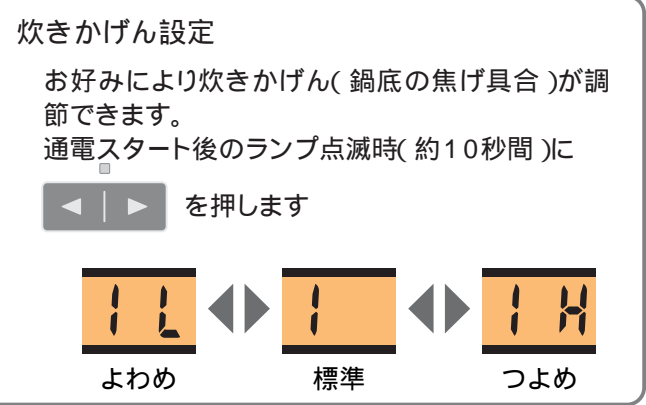 炊きかげん設定
お好みにより炊きかげん(鍋底の焦げ具合)が調
節できます。
通電スタート後のランプ点滅時(約10秒間)に
◀ | ▶ を押します
1L ◀▶ 1 ◀▶ 1H
よわめ 標準 つよめ